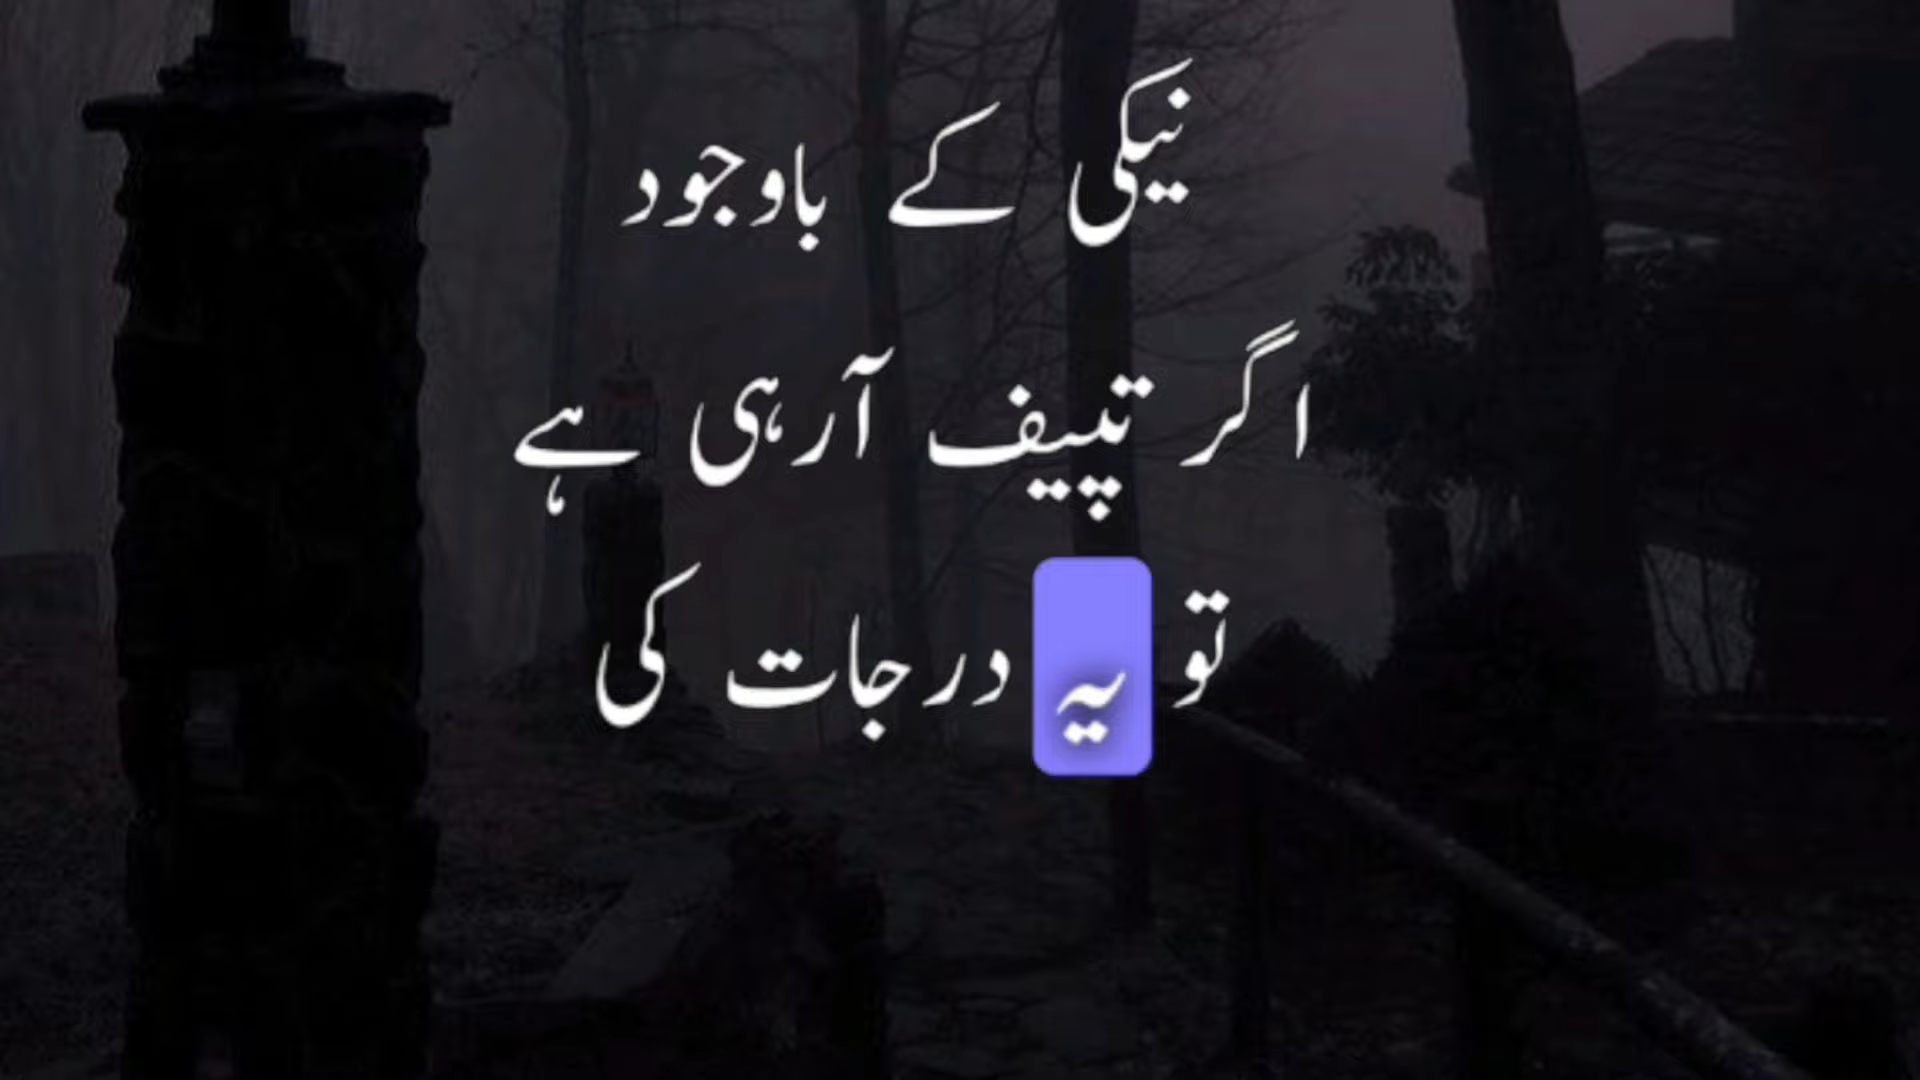 نیکی کے باوجود
اگر تپیف آرہی ہے
تو یہ درجات کی